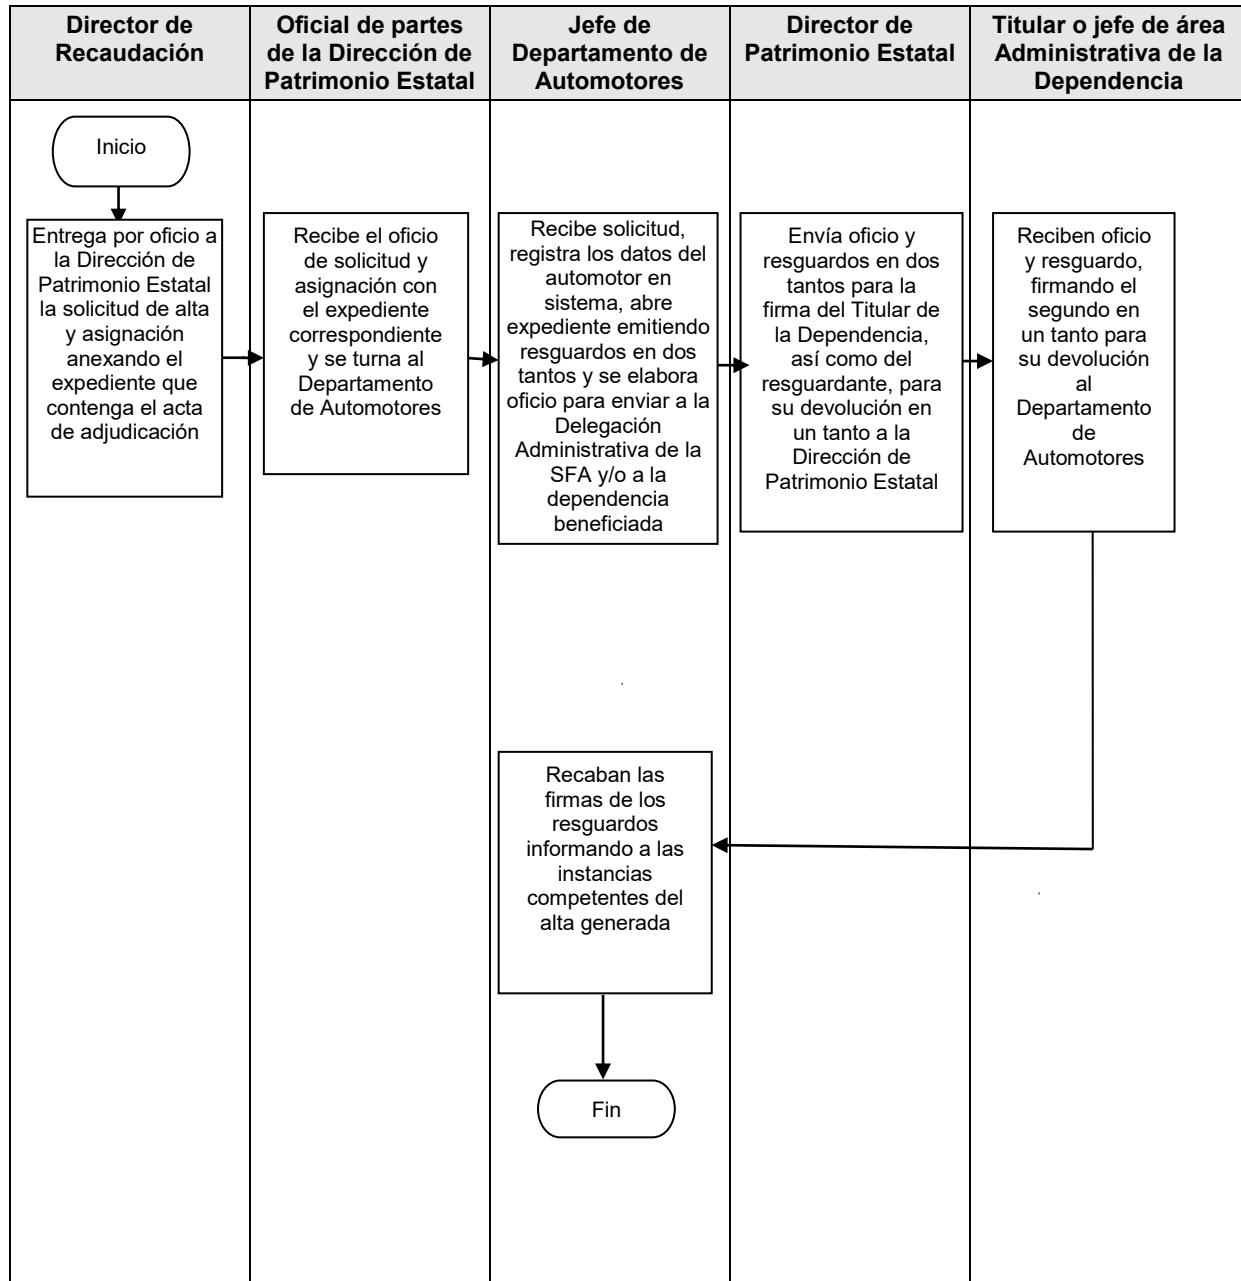 Director de
Recaudación
Oficial de partes
de la Dirección de
Patrimonio Estatal
Jefe de
Departamento de
Automotores
Director de
Patrimonio Estatal
Titular o jefe de área
Administrativa de la
Dependencia
Inicio
Entrega por oficio a
la Dirección de
Patrimonio Estatal
la solicitud de alta
y asignación
anexando el
expediente que
contenga el acta
de adjudicación
Recibe el oficio
de solicitud y
asignación con
el expediente
correspondiente
y se turna al
Departamento
de Automotores
Recibe solicitud,
registra los datos del
automotor en
sistema, abre
expediente emitiendo
resguardos en dos
tantos y se elabora
oficio para enviar a la
Delegación
Administrativa de la
SFA y/o a la
dependencia
beneficiada
Envía oficio y
resguardos en dos
tantos para la
firma del Titular de
la Dependencia,
así como del
resguardante, para
su devolución en
un tanto a la
Dirección de
Patrimonio Estatal
Reciben oficio
y resguardo,
firmando el
segundo en
un tanto para
su devolución
al
Departamento
de
Automotores
Recaban las
firmas de los
resguardos
informando a las
instancias
competentes del
alta generada
Fin